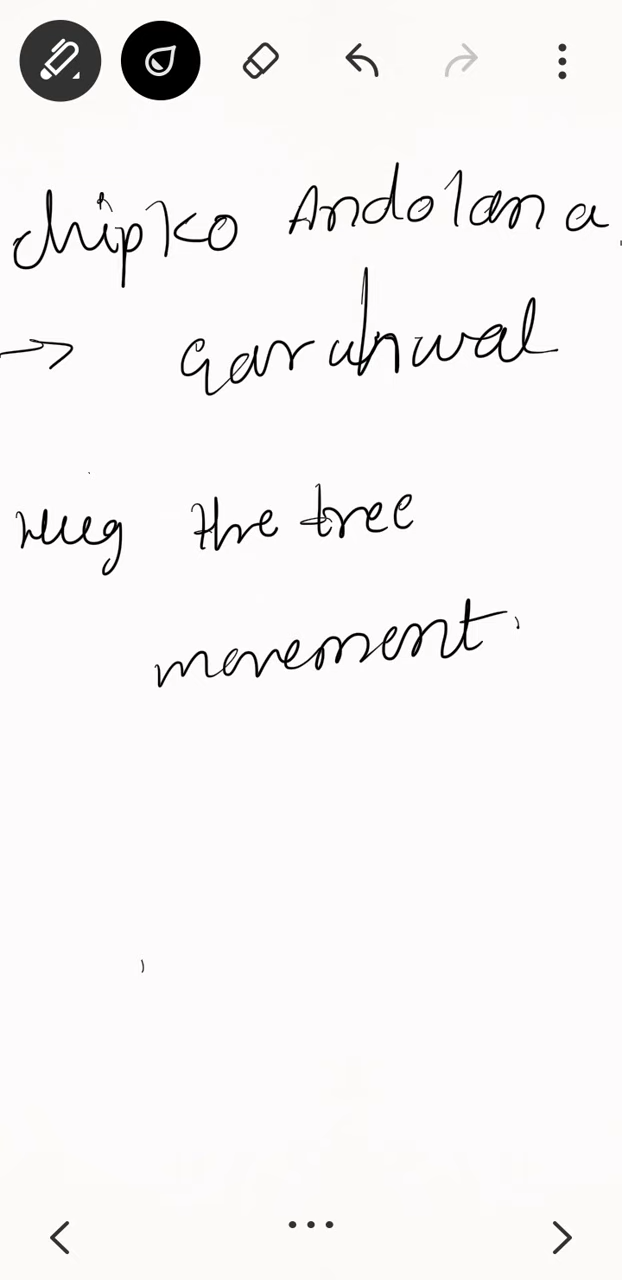 chipko Andolana
→ Garuhwal
Hug the tree
movement.